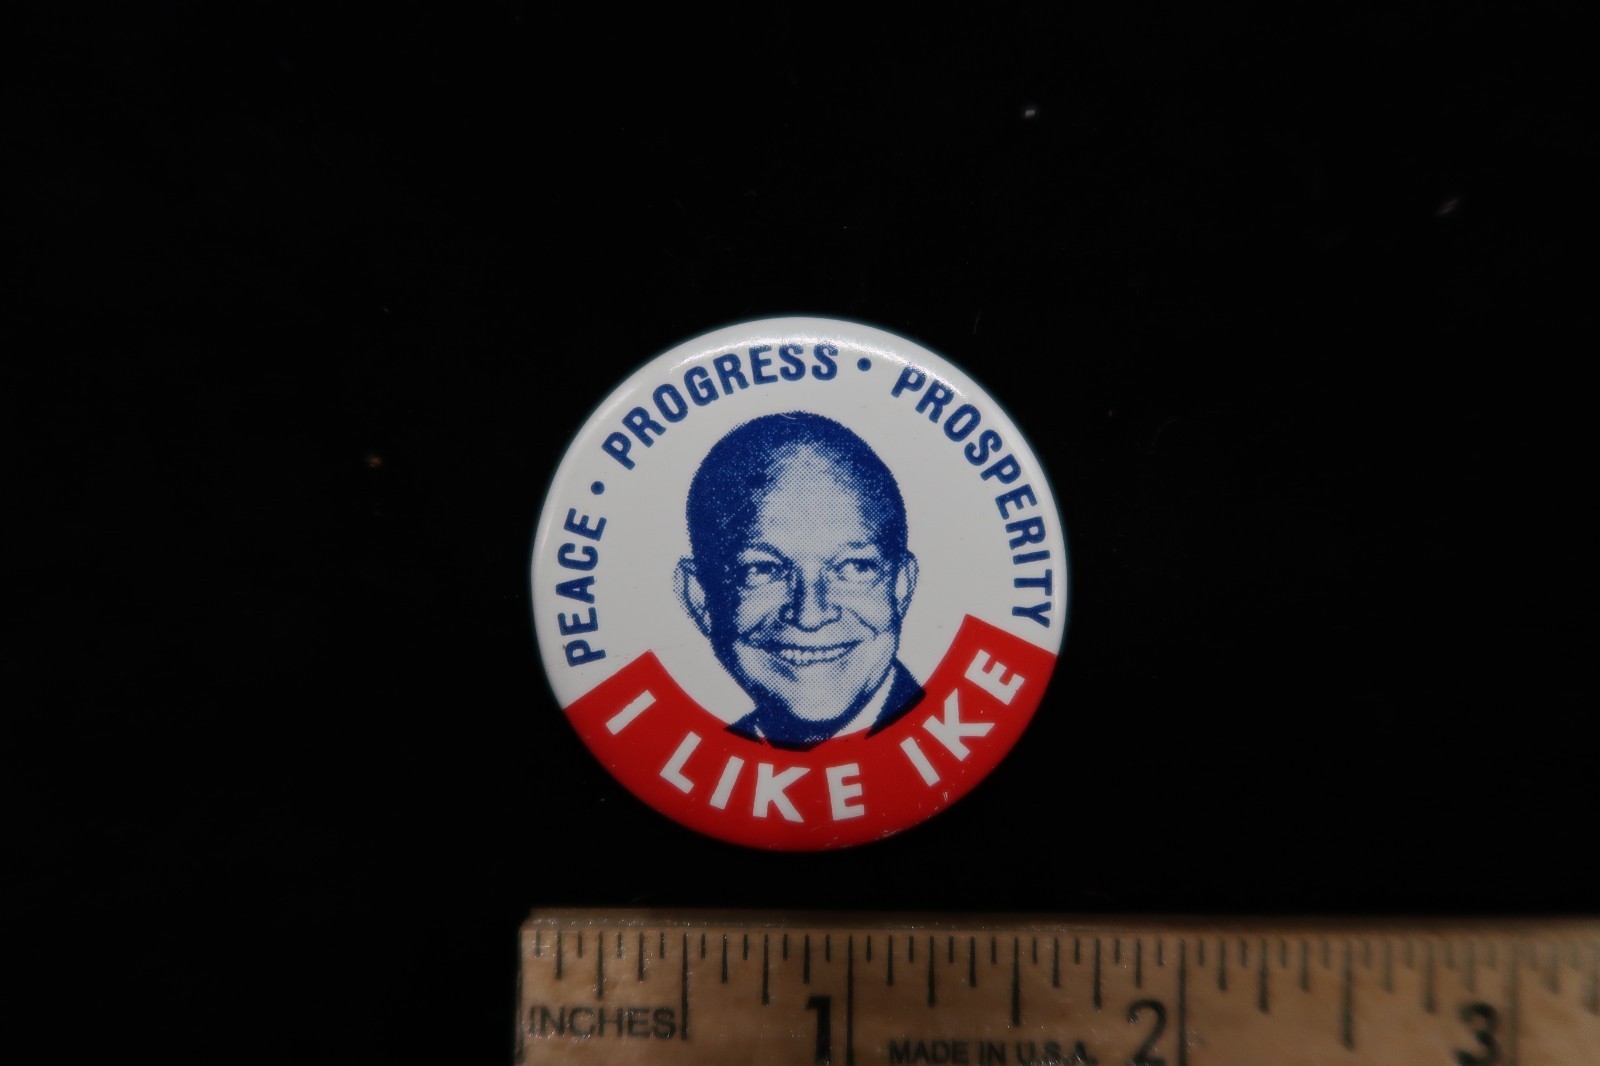 PEACE • PROGRESS • PROSPERITY
I LIKE IKE
INCHES 1 2 3
MADE IN U.S.A.